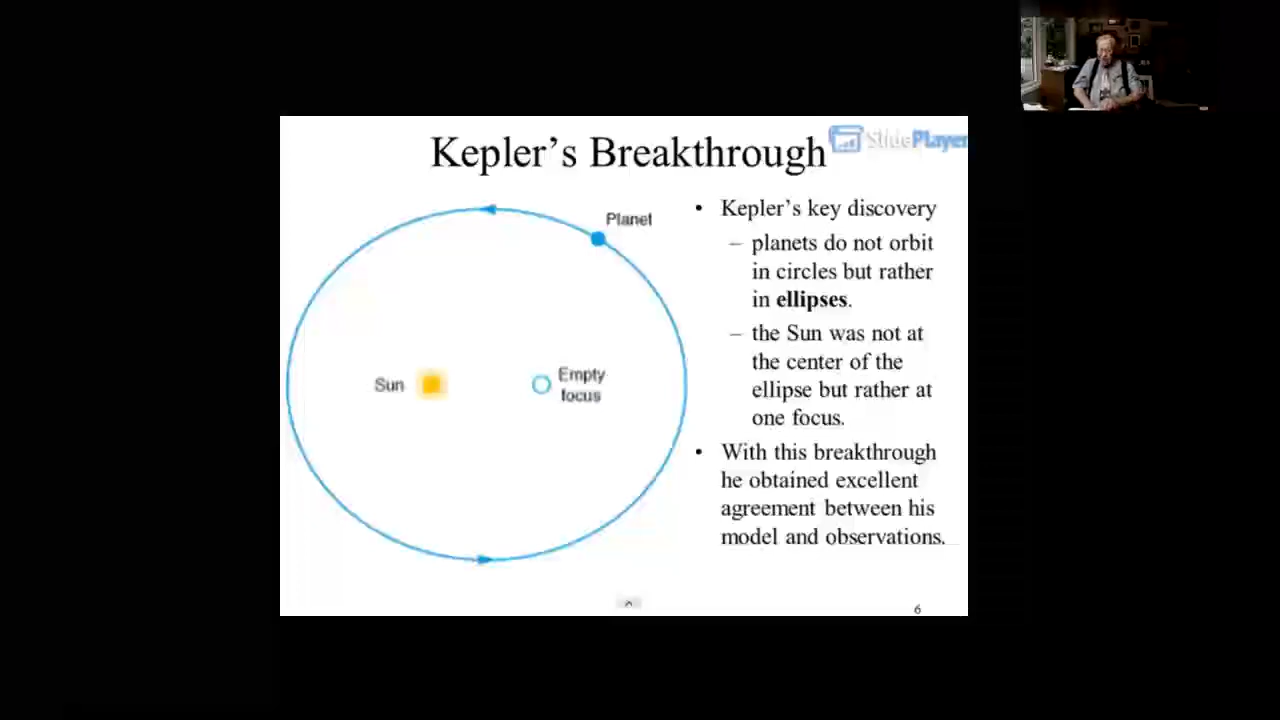 Kepler's Breakthrough
SlidePlayer
Planet
Sun
Empty
focus
• Kepler's key discovery
– planets do not orbit
in circles but rather
in ellipses.
– the Sun was not at
the center of the
ellipse but rather at
one focus.
• With this breakthrough
he obtained excellent
agreement between his
model and observations.
6